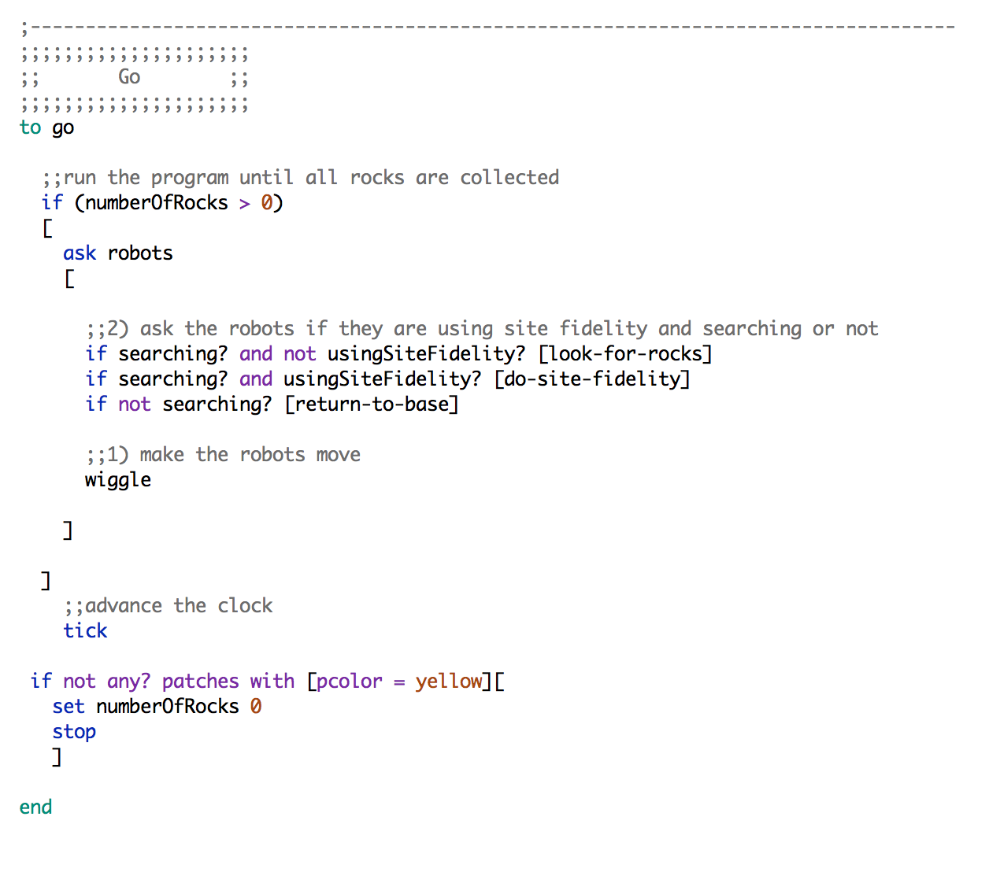 ;------------------------------------------------------------------------------------
;;;;;;;;;;;;;;;;;;;;;
;;       Go        ;;
;;;;;;;;;;;;;;;;;;;;;
to go
  ;;run the program until all rocks are collected
  if (numberOfRocks > 0)
  [
    ask robots
    [
      ;;2) ask the robots if they are using site fidelity and searching or not
      if searching? and not usingSiteFidelity? [look-for-rocks]
      if searching? and usingSiteFidelity? [do-site-fidelity]
      if not searching? [return-to-base]
      ;;1) make the robots move
      wiggle
    ]
  ]
    ;;advance the clock
    tick
 if not any? patches with [pcolor = yellow][
   set numberOfRocks 0
   stop
   ]
end